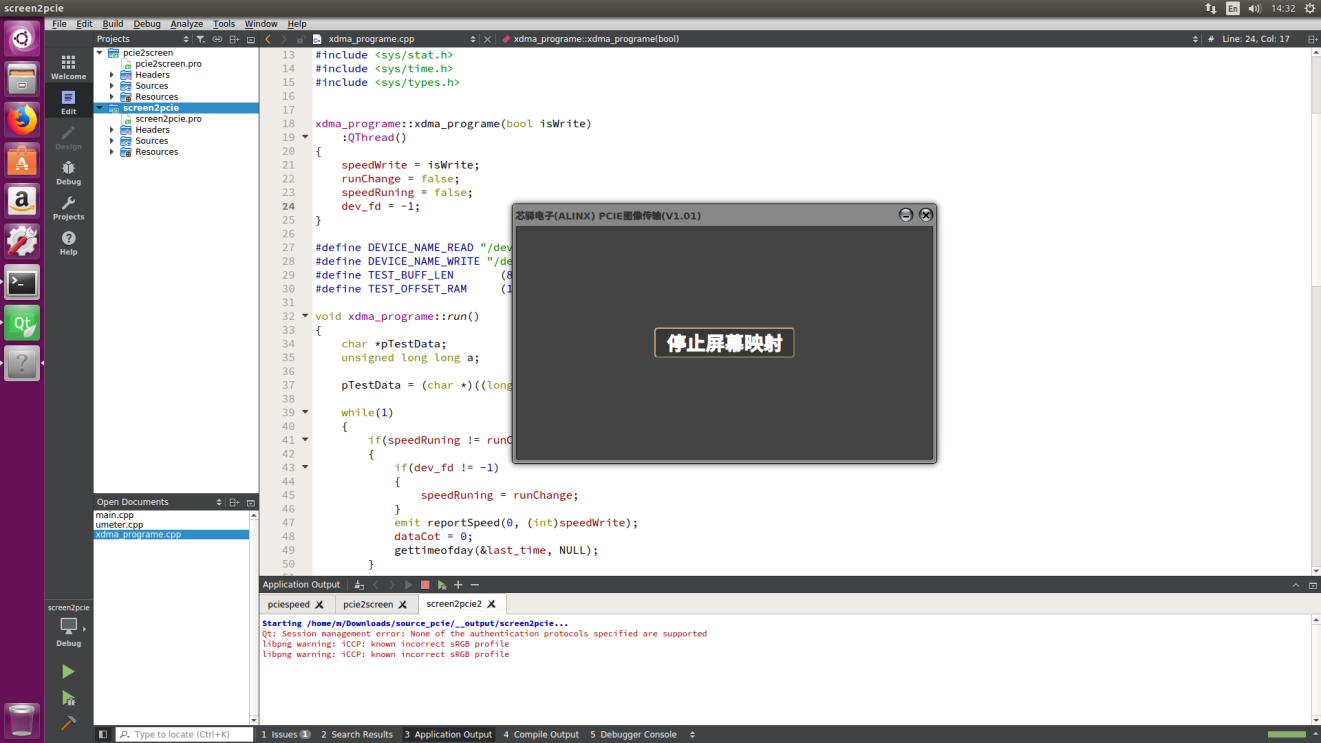 screen2pcie
En
14:32
File Edit Build Debug Analyze Tools Window Help
Projects
xdma_programe.cpp
xdma_programe::xdma_programe(bool)
# Line: 24, Col: 17
Welcome
Edit
Design
Debug
Projects
Help
pcie2screen
pcie2screen.pro
Headers
Sources
Resources
screen2pcie
screen2pcie.pro
Headers
Sources
Resources
13 #include <sys/stat.h>
14 #include <sys/time.h>
15 #include <sys/types.h>
16
17
18 xdma_programe::xdma_programe(bool isWrite)
19 :QThread()
20 {
21 speedWrite = isWrite;
22 runChange = false;
23 speedRuning = false;
24 dev_fd = -1;
25 }
26
27 #define DEVICE_NAME_READ "/dev
28 #define DEVICE_NAME_WRITE "/de
29 #define TEST_BUFF_LEN (8
30 #define TEST_OFFSET_RAM (1
31
32 void xdma_programe::run()
33 {
34 char *pTestData;
35 unsigned long long a;
36
37 pTestData = (char *)((long
38
39 while(1)
40 {
41 if(speedRuning != runC
42 {
43 if(dev_fd != -1)
44 {
45 speedRuning = runChange;
46 }
47 emit reportSpeed(0, (int)speedWrite);
48 dataCot = 0;
49 gettimeofday(&last_time, NULL);
50 }
芯驿电子(ALINX) PCIE图像传输(V1.01)
停止屏幕映射
Open Documents
main.cpp
umeter.cpp
xdma_programe.cpp
screen2pcie
Debug
Application Output
pciespeed
pcie2screen
screen2pcie2
Starting /home/m/Downloads/source_pcie/__output/screen2pcie...
Qt: Session management error: None of the authentication protocols specified are supported
libpng warning: iCCP: known incorrect sRGB profile
libpng warning: iCCP: known incorrect sRGB profile
Type to locate (Ctrl+K)
1 Issues 1
2 Search Results
3 Application Output
4 Compile Output
5 Debugger Console